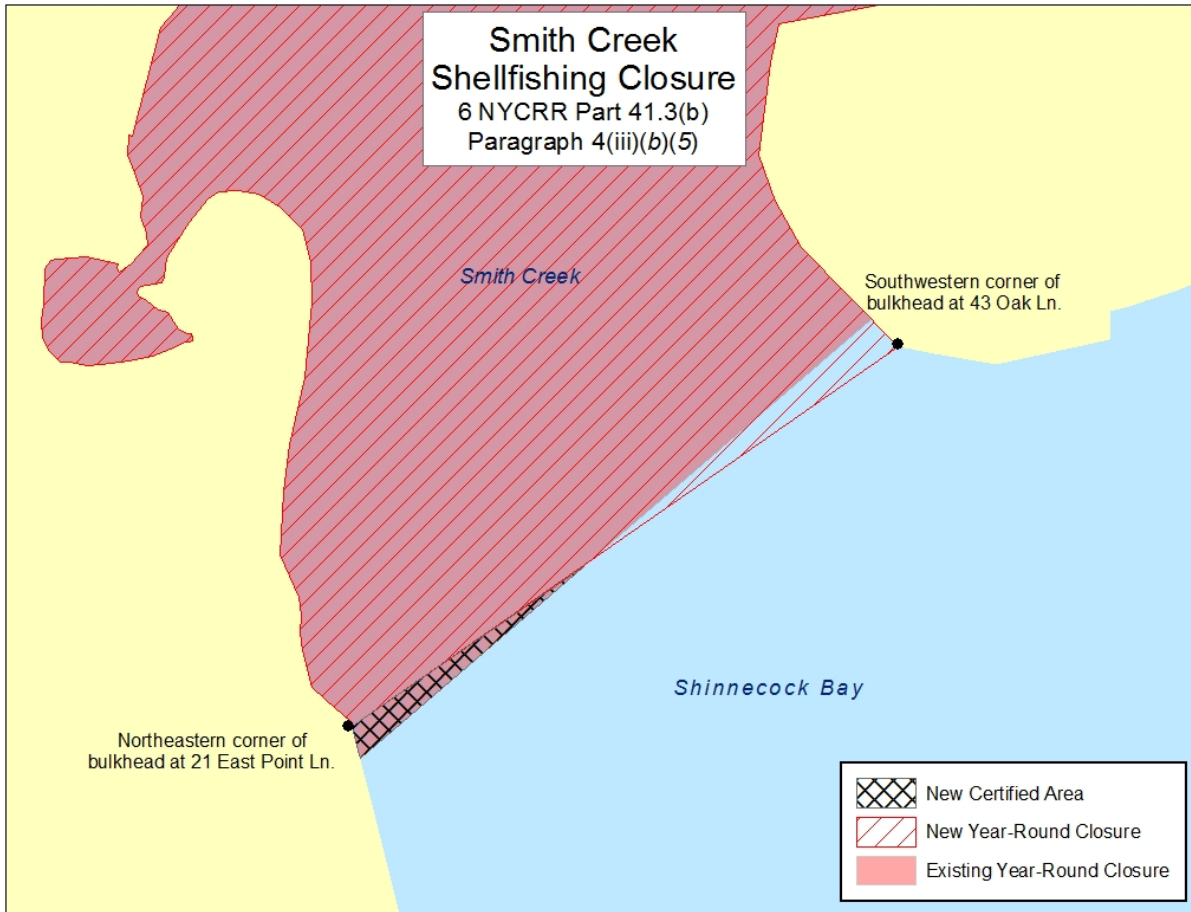 Smith Creek
Shellfishing Closure
6 NYCRR Part 41.3(b)
Paragraph 4(iii)(b)(5)
Smith Creek
Southwestern corner of
bulkhead at 43 Oak Ln.
Shinnecock Bay
Northeastern corner of
bulkhead at 21 East Point Ln.
New Certified Area
New Year-Round Closure
Existing Year-Round Closure